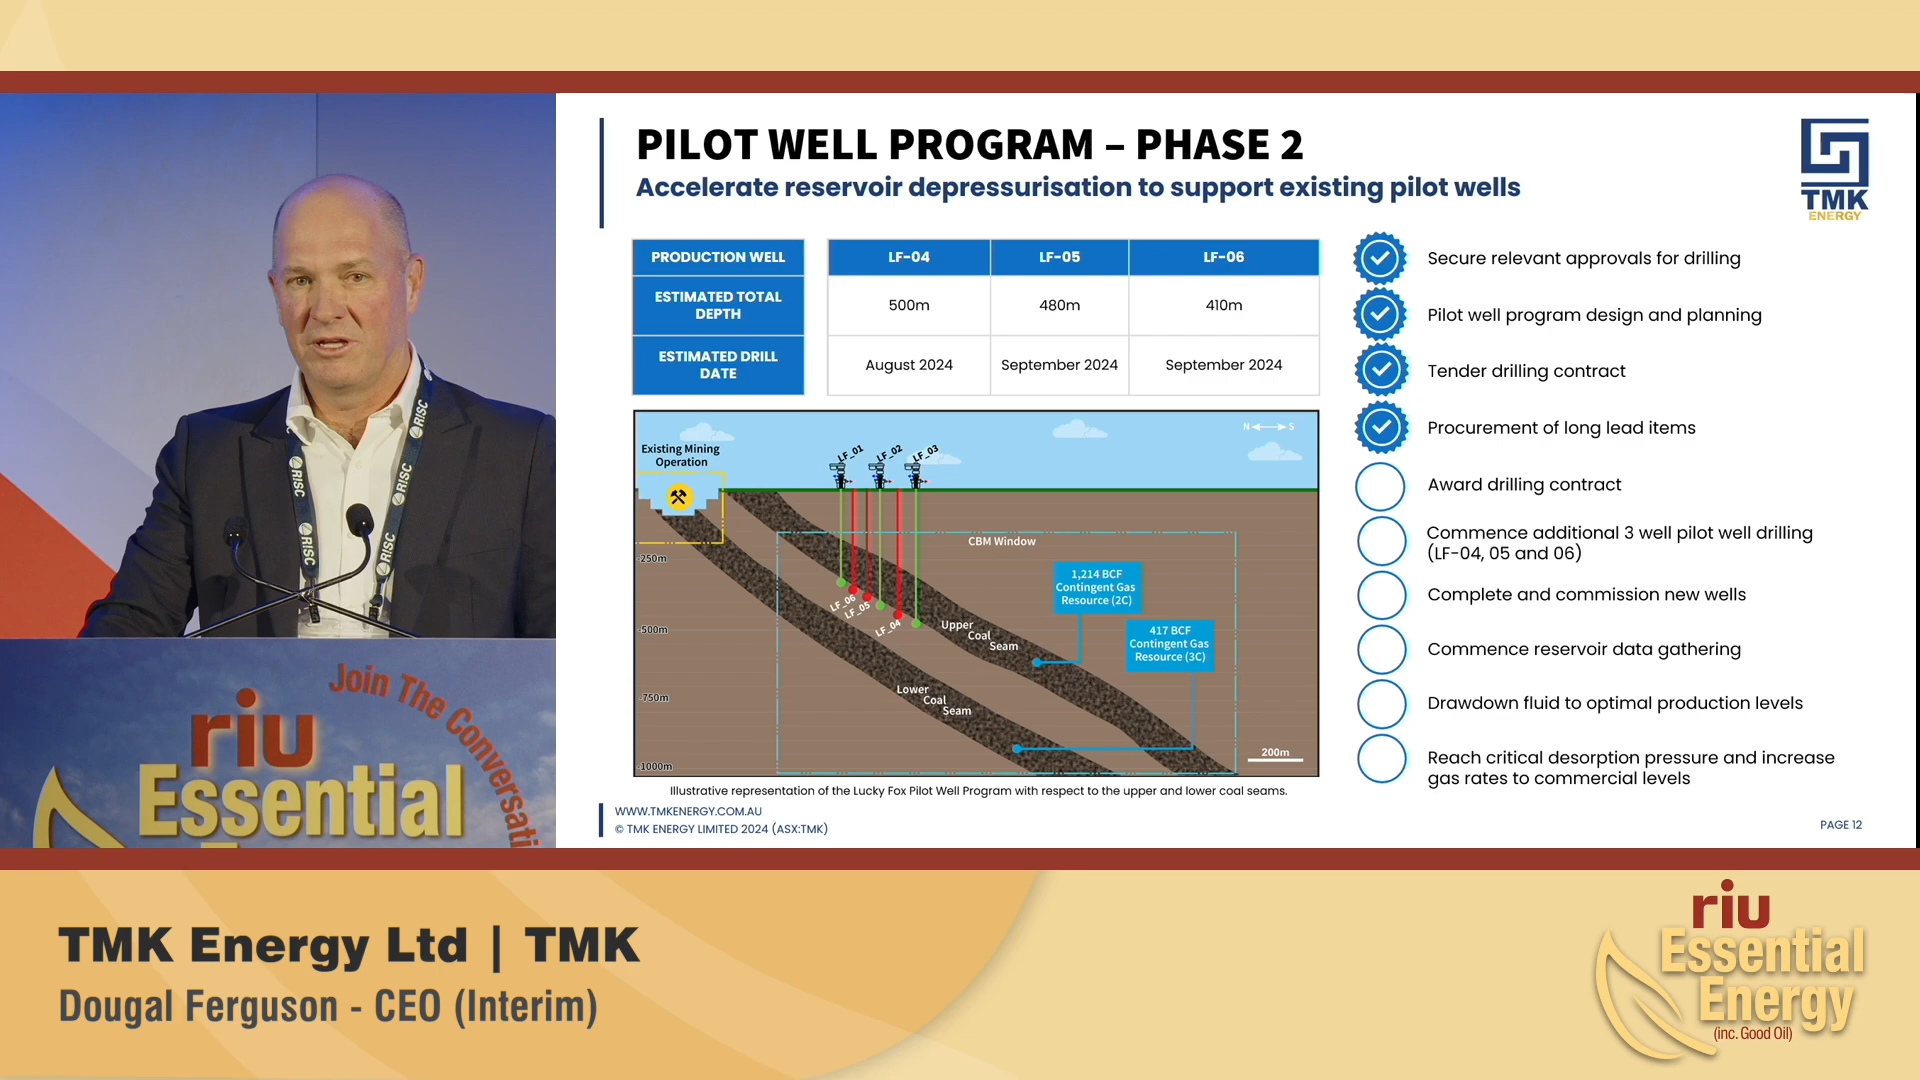 PILOT WELL PROGRAM – PHASE 2
Accelerate reservoir depressurisation to support existing pilot wells
TMK
ENERGY
PRODUCTION WELL
LF-04
LF-05
LF-06
ESTIMATED TOTAL
DEPTH
500m
480m
410m
ESTIMATED DRILL
DATE
August 2024
September 2024
September 2024
Existing Mining
Operation
LF_01
LF_02
LF_03
N
S
CBM Window
-250m
1,214 BCF
Contingent Gas
Resource (2C)
LF_06
LF_05
LF_04
-500m
Upper
Coal
Seam
417 BCF
Contingent Gas
Resource (3C)
-750m
Lower
Coal
Seam
-1000m
200m
Illustrative representation of the Lucky Fox Pilot Well Program with respect to the upper and lower coal seams.
Secure relevant approvals for drilling
Pilot well program design and planning
Tender drilling contract
Procurement of long lead items
Award drilling contract
Commence additional 3 well pilot well drilling
(LF-04, 05 and 06)
Complete and commission new wells
Commence reservoir data gathering
Drawdown fluid to optimal production levels
Reach critical desorption pressure and increase
gas rates to commercial levels
WWW.TMKENERGY.COM.AU
© TMK ENERGY LIMITED 2024 (ASX:TMK)
PAGE 12
RISC
RISC
RISC
RISC
RISC
Join The Conversati
riu
Essential
TMK Energy Ltd | TMK
Dougal Ferguson - CEO (Interim)
riu
Essential
Energy
(inc. Good Oil)